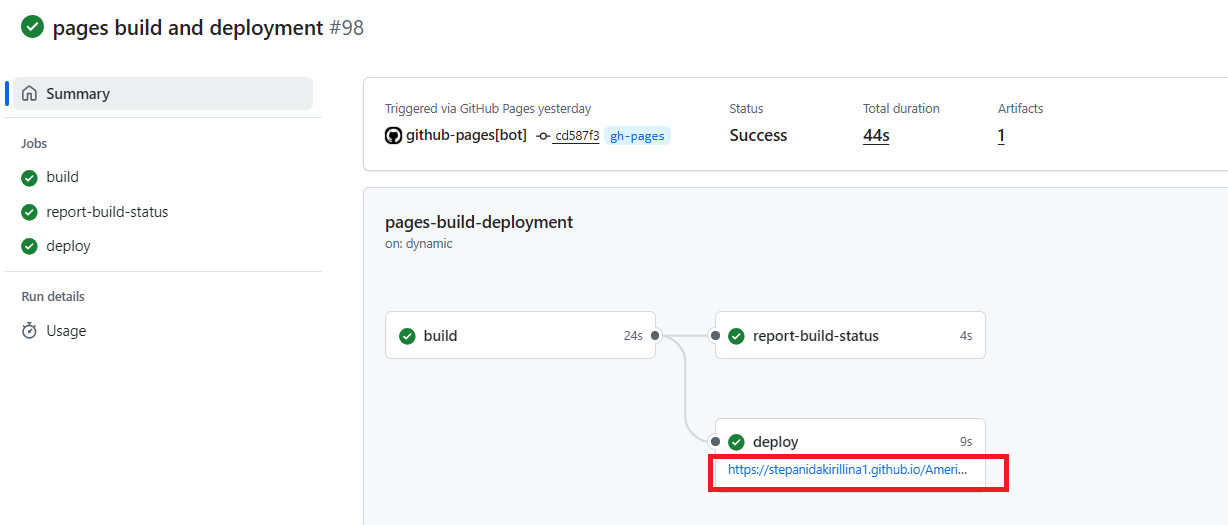 pages build and deployment #98
Summary
Jobs
build
report-build-status
deploy
Run details
Usage
Triggered via GitHub Pages yesterday
github-pages[bot] cd587f3 gh-pages
Status
Success
Total duration
44s
Artifacts
1
pages-build-deployment
on: dynamic
build 24s
report-build-status 4s
deploy 9s
https://stepanidakirillina1.github.io/Ameri...